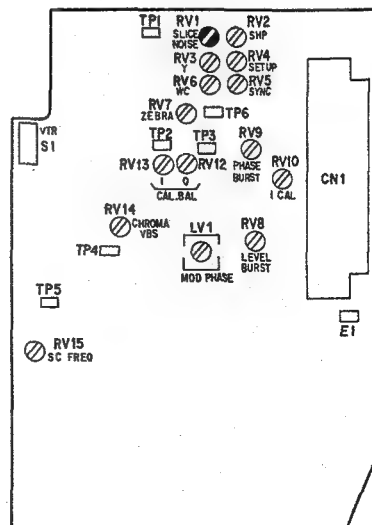 TP1
RV1
SLICE
NOISE
RV2
SHP
RV3
Y
RV4
SETUP
RV6
WC
RV5
SYNC
RV7
ZEBRA
TP6
VTR
S1
TP2
TP3
RV9
PHASE
BURST
RV13
RV12
I
Q
CAR.BAL
RV10
I CAL
CN1
RV14
CHROMA
VBS
TP4
LV1
MOD PHASE
RV8
LEVEL
BURST
TP5
E1
RV15
SC FREQ